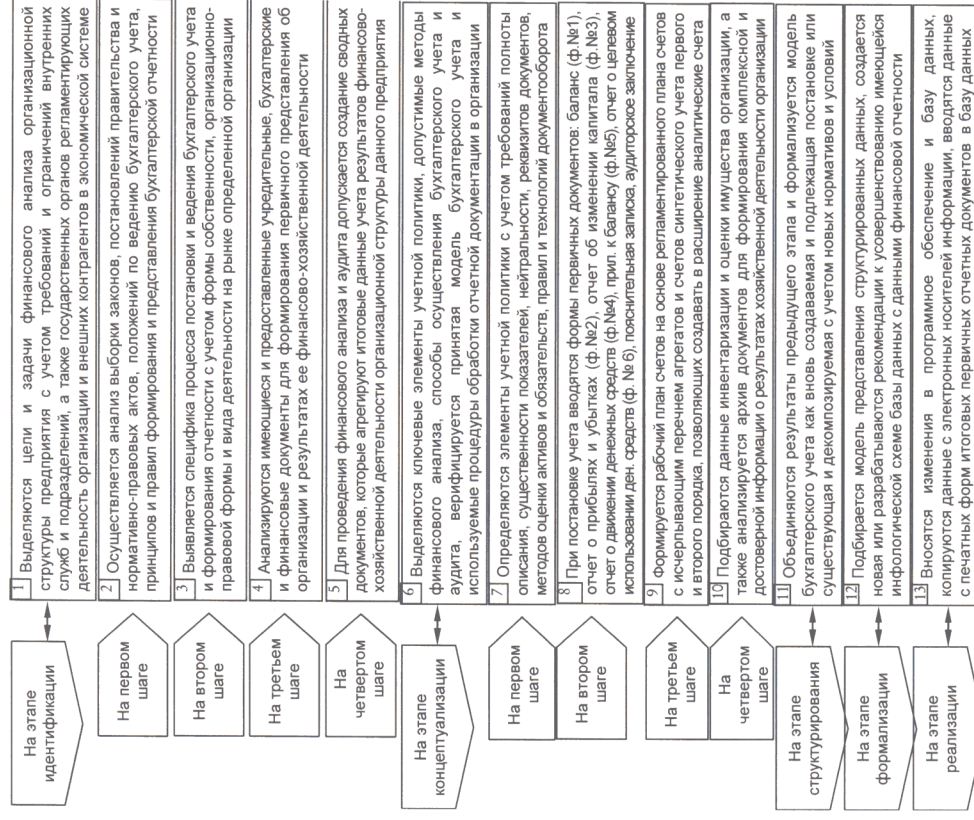 На этапе
идентификации
1 Выделяются цели и задачи финансового анализа организационной
структуры предприятия с учетом требований и ограничений внутренних
служб и подразделений, а также государственных органов регламентирующих
деятельность организации и внешних контрагентов в экономической системе
На первом
шаге
2 Осуществляется анализ выборки законов, постановлений правительства и
нормативно-правовых актов, положений по ведению бухгалтерского учета,
принципов и правил формирования и представления бухгалтерской отчетности
На втором
шаге
3 Выявляется специфика процесса постановки и ведения бухгалтерского учета
и формирования отчетности с учетом формы собственности, организационно-
правовой формы и вида деятельности на рынке определенной организации
На третьем
шаге
4 Анализируются имеющиеся и предоставленные учредительные, бухгалтерские
и финансовые документы для формирования первичного представления об
организации и результатах ее финансово-хозяйственной деятельности
На
четвертом
шаге
5 Для проведения финансового анализа и аудита допускается создание сводных
документов, которые агрегируют итоговые данные учета результатов финансово-
хозяйственной деятельности организационной структуры данного предприятия
На этапе
концептуализации
6 Выделяются ключевые элементы учетной политики, допустимые методы
финансового анализа, способы осуществления бухгалтерского учета и
аудита, верифицируется принятая модель бухгалтерского учета и
используемые процедуры обработки отчетной документации в организации
На первом
шаге
7 Определяются элементы учетной политики с учетом требований полноты
описания, существенности показателей, нейтральности, реквизитов документов,
методов оценки активов и обязательств, правил и технологий документооборота
На втором
шаге
8 При постановке учета вводятся формы первичных документов: баланс (ф.№1),
отчет о прибылях и убытках (ф. №2), отчет об изменении капитала (ф. №3),
отчет о движении денежных средств (ф.№4), прил. к балансу (ф.№5), отчет о целевом
использовании ден. средств (ф. № 6), пояснительная записка, аудиторское заключение
На третьем
шаге
9 Формируется рабочий план счетов на основе регламентированного плана счетов
с исчерпывающим перечнем агрегатов и счетов синтетического учета первого
и второго порядка, позволяющих создавать в расширение аналитические счета
На
четвертом
шаге
10 Подбираются данные инвентаризации и оценки имущества организации, а
также анализируется архив документов для формирования комплексной и
достоверной информации о результатах хозяйственной деятельности организации
На этапе
структурирования
11 Объединяются результаты предыдущего этапа и формализуется модель
бухгалтерского учета как вновь создаваемая и подлежащая постановке или
существующая и декомпозируемая с учетом новых нормативов и условий
На этапе
формализации
12 Подбирается модель представления структурированных данных, создается
новая или разрабатываются рекомендации к усовершенствованию имеющейся
инфологической схеме базы данных с данными финансовой отчетности
На этапе
реализации
13 Вносятся изменения в программное обеспечение и базу данных,
копируются данные с электронных носителей информации, вводятся данные
с печатных форм итоговых первичных отчетных документов в базу данных